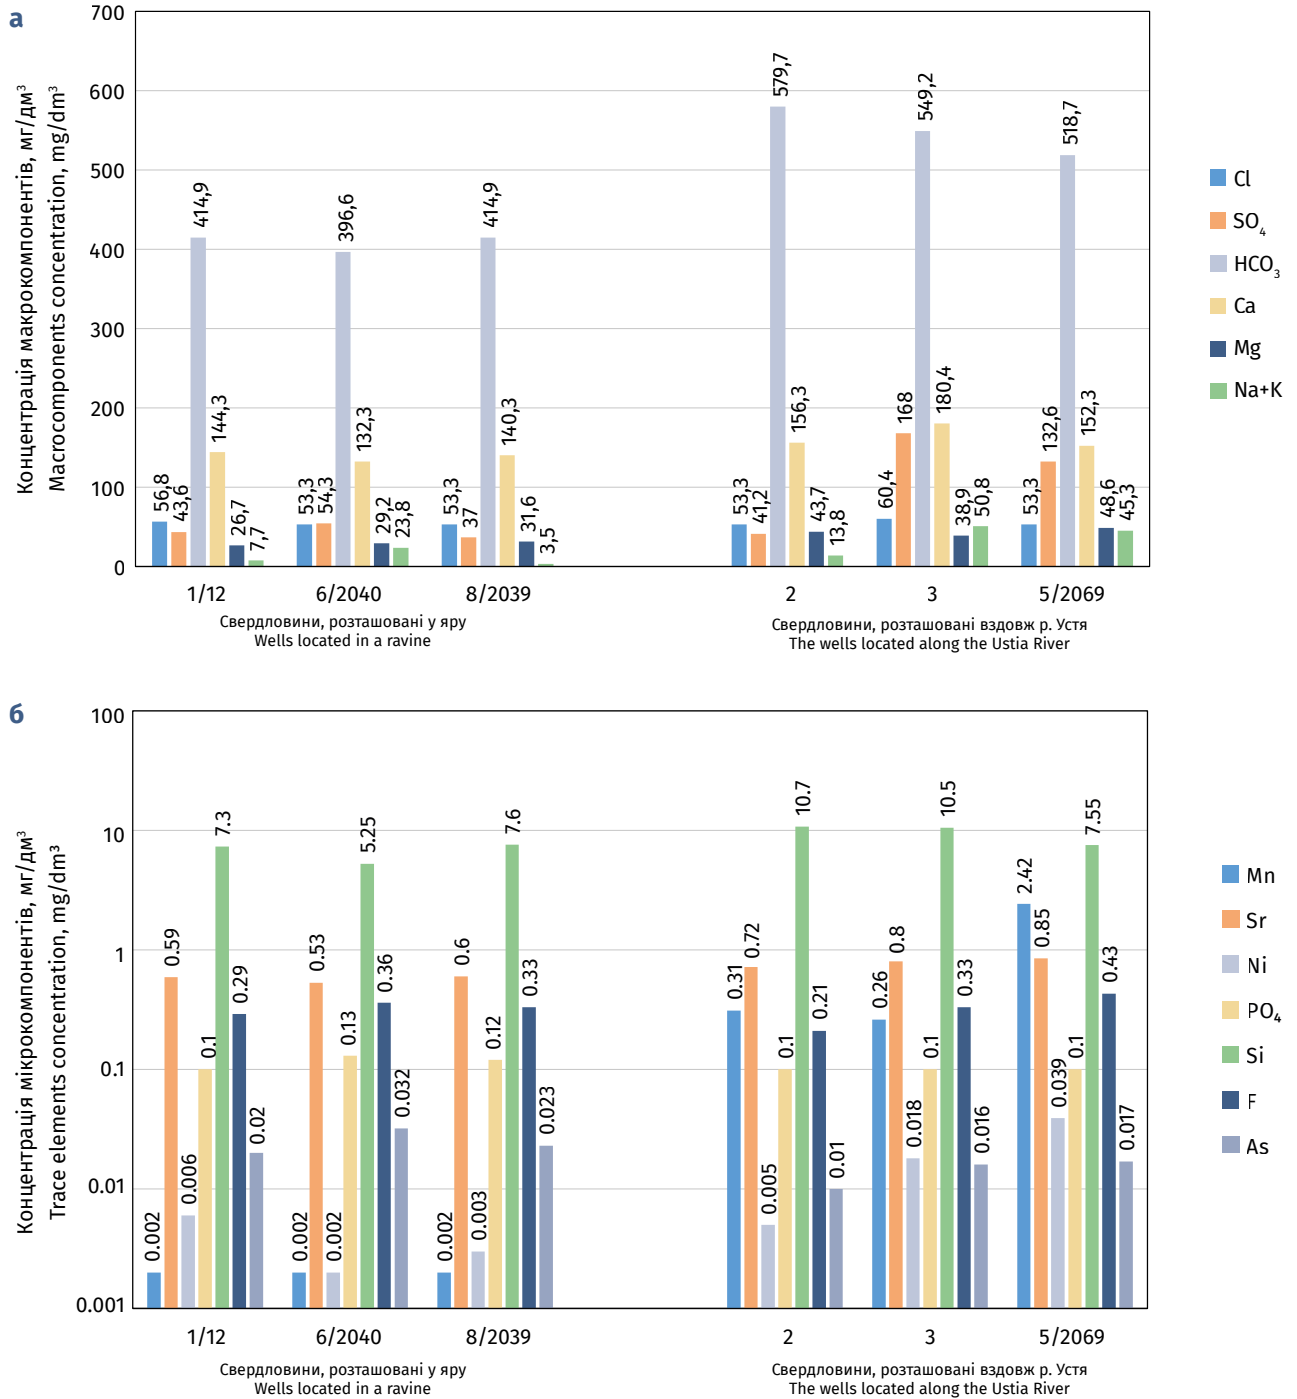 а
Концентрація макрокомпонентів, мг/дм³
Macrocomponents concentration, mg/dm³
700
600
500
400
300
200
100
0
56,8 43,6 414,9 144,3 26,7 7,7
53,3 54,3 396,6 132,3 29,2 23,8
53,3 37 414,9 140,3 31,6 3,5
53,3 41,2 579,7 156,3 43,7 13,8
60,4 168 549,2 180,4 38,9 50,8
53,3 132,6 518,7 152,3 48,6 45,3
1/12 6/2040 8/2039 2 3 5/2069
Свердловини, розташовані у яру
Wells located in a ravine
Свердловини, розташовані вздовж р. Устя
The wells located along the Ustia River
Cl
SO₄
HCO₃
Ca
Mg
Na+K
б
Концентрація мікрокомпонентів, мг/дм³
Trace elements concentration, mg/dm³
100
10
1
0.1
0.01
0.001
0.002 0.59 0.006 0.1 7.3 0.29 0.02
0.002 0.53 0.002 0.13 5.25 0.36 0.032
0.002 0.6 0.003 0.12 7.6 0.33 0.023
0.31 0.72 0.005 0.1 10.7 0.21 0.01
0.26 0.8 0.018 0.1 10.5 0.33 0.016
2.42 0.85 0.039 0.1 7.55 0.43 0.017
1/12 6/2040 8/2039 2 3 5/2069
Свердловини, розташовані у яру
Wells located in a ravine
Свердловини, розташовані вздовж р. Устя
The wells located along the Ustia River
Mn
Sr
Ni
PO₄
Si
F
As